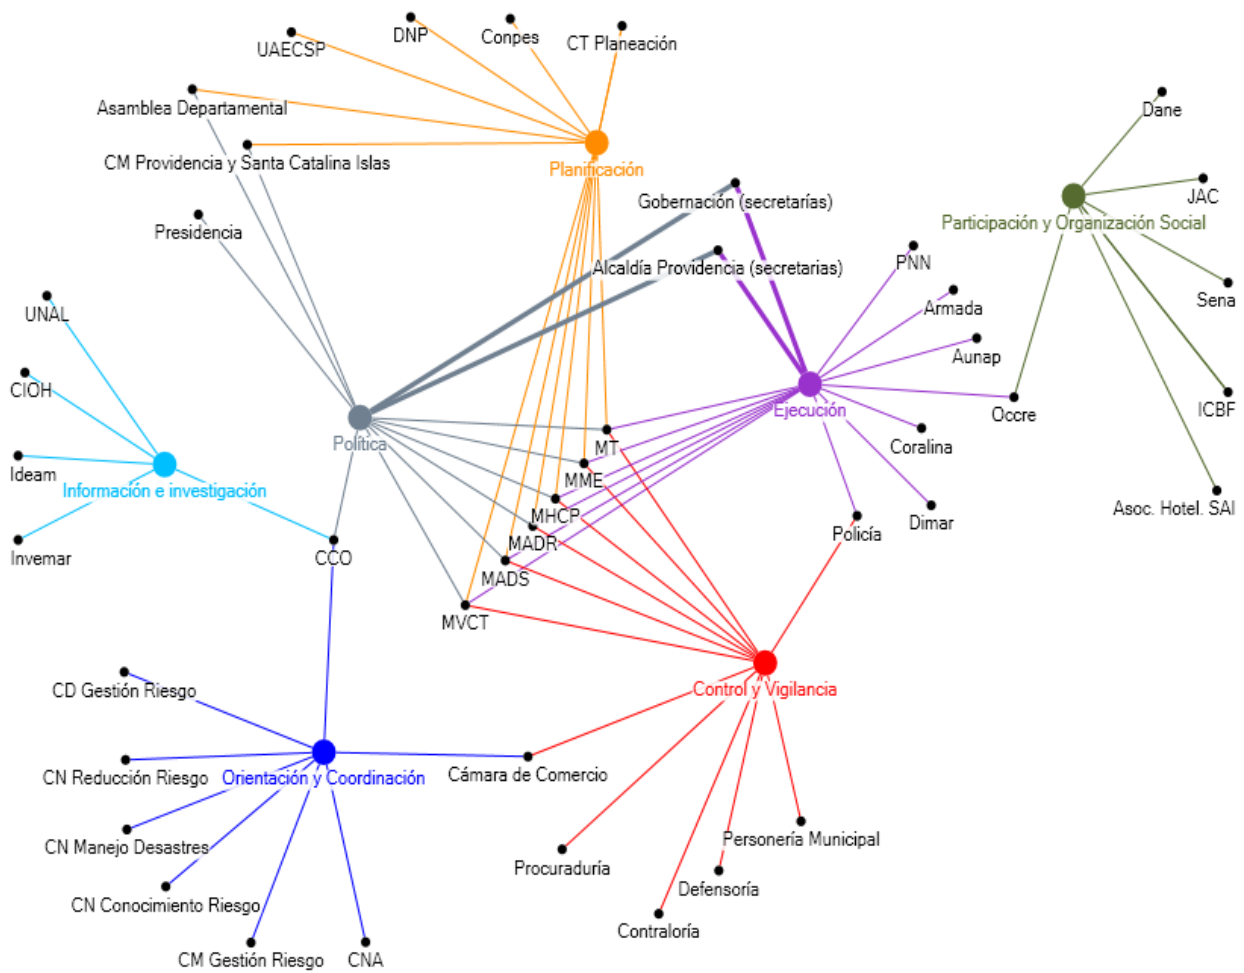 DNP
Conpes
CT Planeación
UAECSP
Asamblea Departamental
Dane
CM Providencia y Santa Catalina Islas
Planificación
JAC
Gobernación (secretarías)
Participación y Organización Social
Presidencia
PNN
Alcaldía Providencia (secretarias)
Sena
Armada
UNAL
Aunap
CIOH
ICBF
Ejecución
Occre
Política
MT
Coralina
Ideam
MME
Información e investigación
Asoc. Hotel. SAI
MHCP
Dimar
Policía
MADR
Invemar
CCO
MADS
MVCT
CD Gestión Riesgo
Control y Vigilancia
CN Reducción Riesgo
Orientación y Coordinación
Cámara de Comercio
Personería Municipal
CN Manejo Desastres
Procuraduría
Defensoría
CN Conocimiento Riesgo
Contraloría
CM Gestión Riesgo
CNA